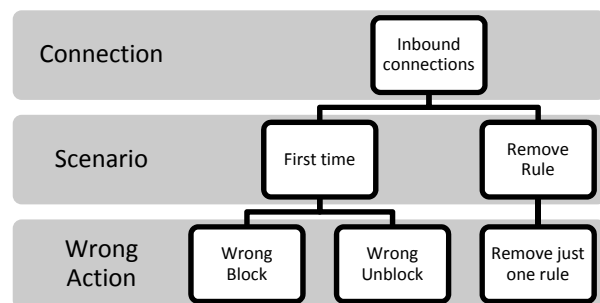 Connection
Inbound
connections
Scenario
First time
Remove
Rule
Wrong
Action
Wrong
Block
Wrong
Unblock
Remove just
one rule